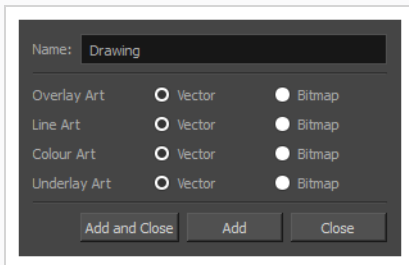 Name: Drawing
Overlay Art Vector Bitmap
Line Art Vector Bitmap
Colour Art Vector Bitmap
Underlay Art Vector Bitmap
Add and Close Add Close